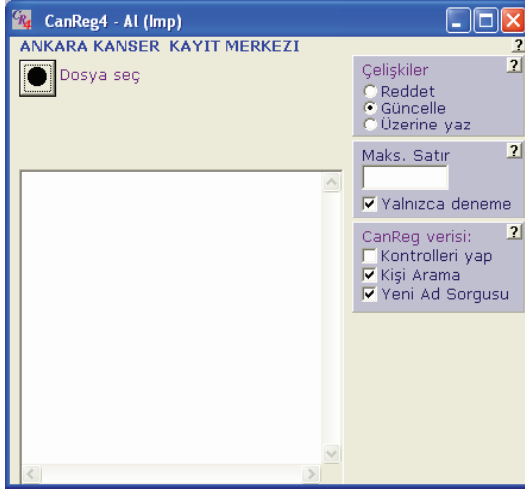 CanReg4 - Al (Imp)
ANKARA KANSER KAYIT MERKEZI
?
Dosya seç
Çelişkiler
?
Reddet
Güncelle
Üzerine yaz
Maks. Satır
?
Yalnızca deneme
CanReg verisi:
?
Kontrolleri yap
Kişi Arama
Yeni Ad Sorgusu